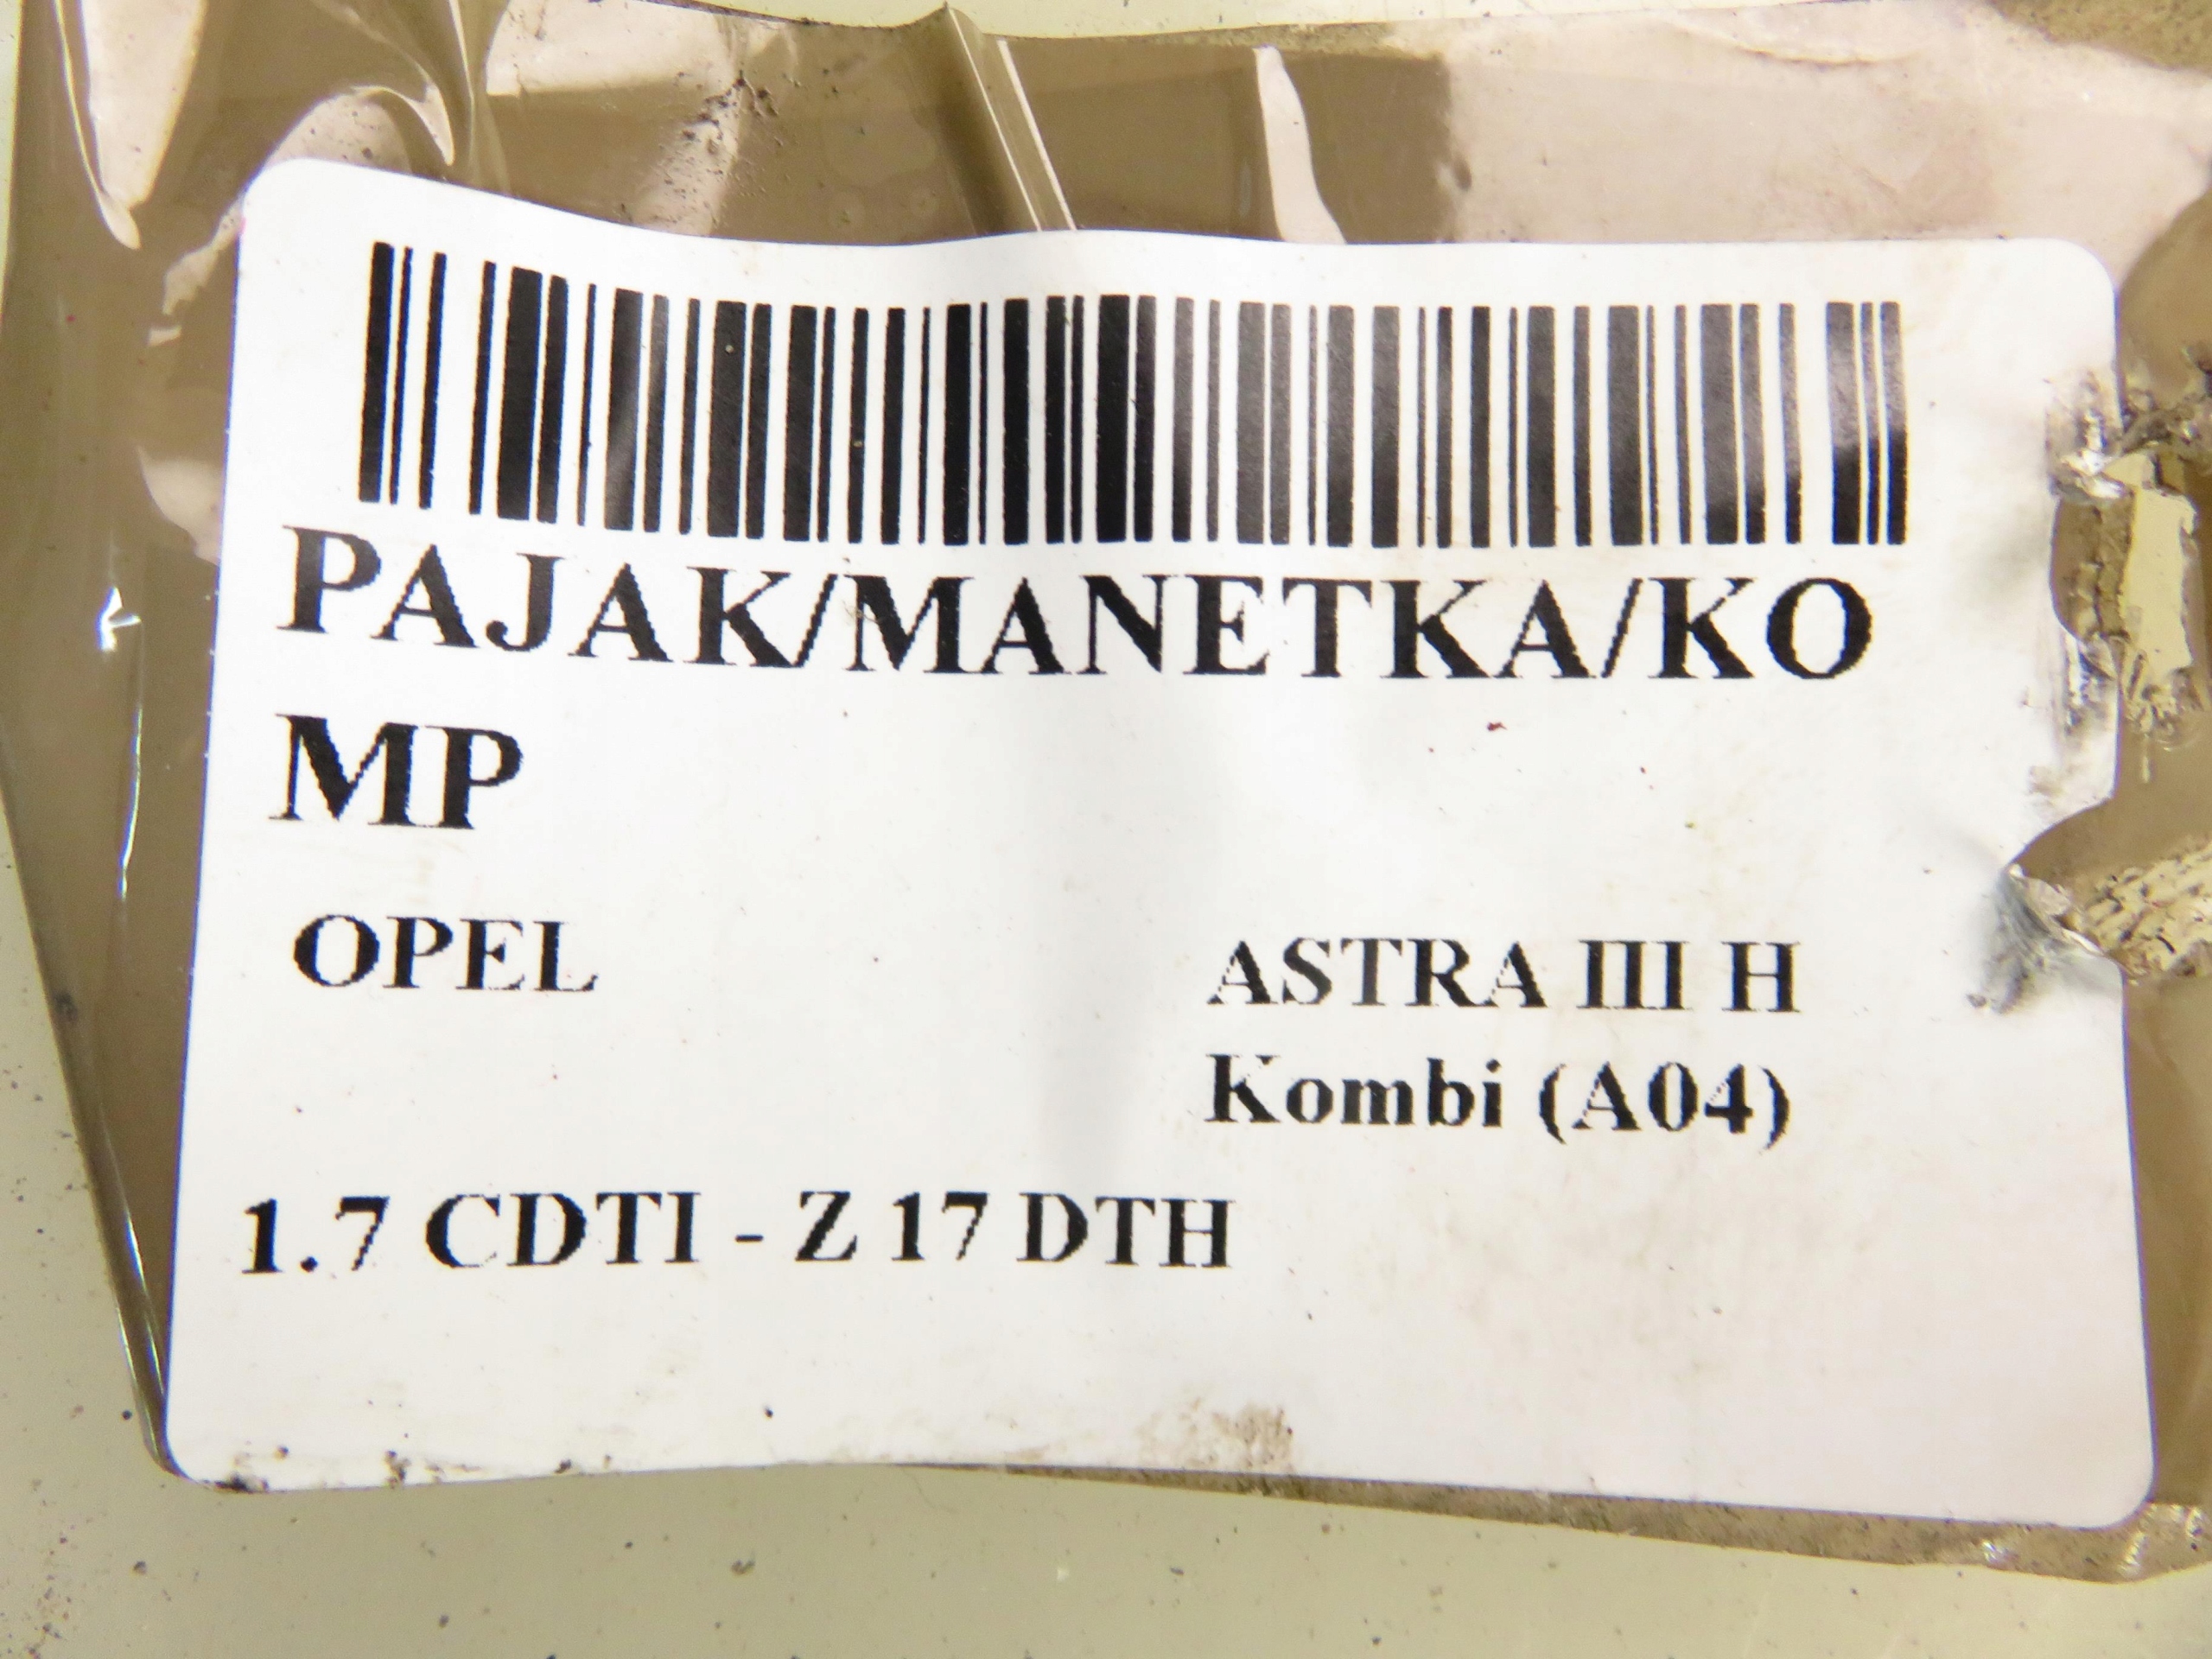 PAJAK/MANETKA/KO
MP
OPEL
ASTRA III H
Kombi (A04)
1.7 CDTI - Z 17 DTH